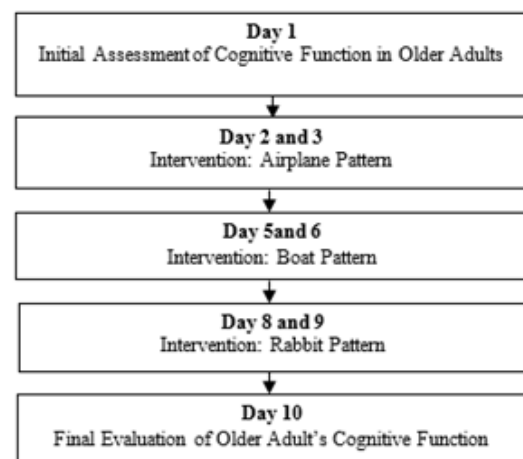 Day 1
Initial Assessment of Cognitive Function in Older Adults
Day 2 and 3
Intervention: Airplane Pattern
Day 5and 6
Intervention: Boat Pattern
Day 8 and 9
Intervention: Rabbit Pattern
Day 10
Final Evaluation of Older Adult's Cognitive Function